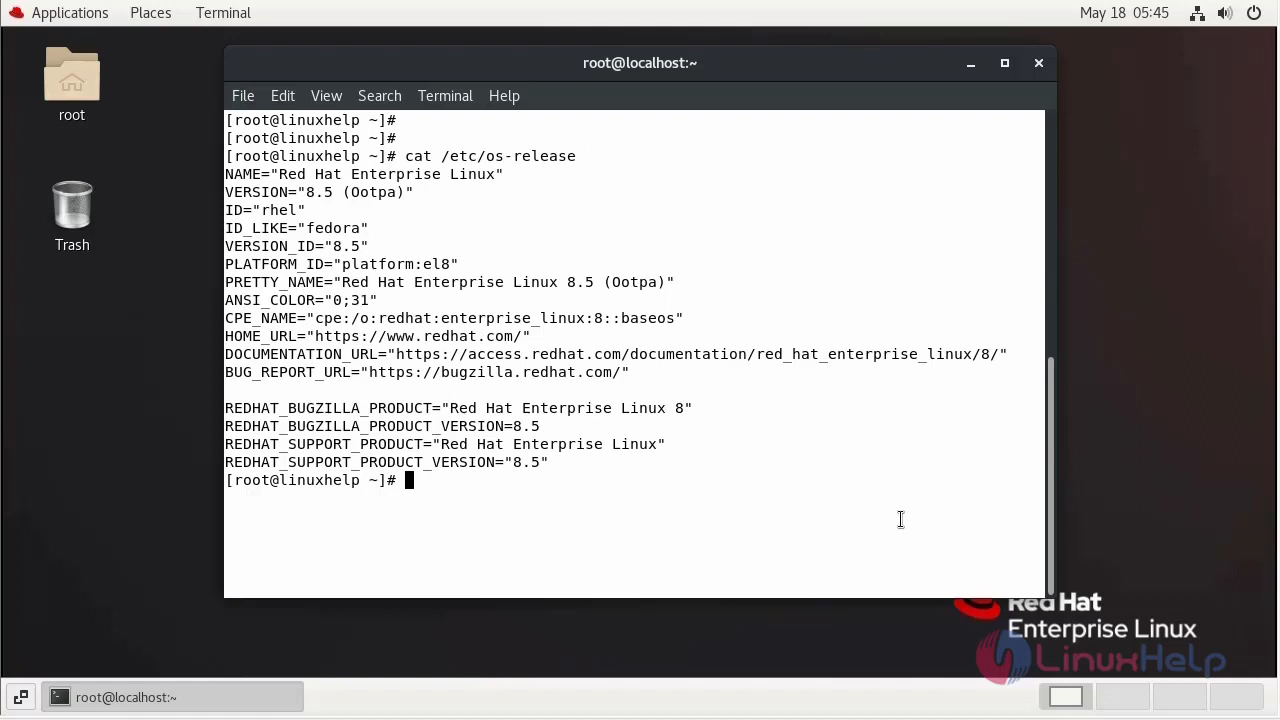 Applications Places Terminal May 18 05:45
root
Trash
root@localhost:~
File Edit View Search Terminal Help
[root@linuxhelp ~]#
[root@linuxhelp ~]#
[root@linuxhelp ~]# cat /etc/os-release
NAME="Red Hat Enterprise Linux"
VERSION="8.5 (Ootpa)"
ID="rhel"
ID_LIKE="fedora"
VERSION_ID="8.5"
PLATFORM_ID="platform:el8"
PRETTY_NAME="Red Hat Enterprise Linux 8.5 (Ootpa)"
ANSI_COLOR="0;31"
CPE_NAME="cpe:/o:redhat:enterprise_linux:8::baseos"
HOME_URL="https://www.redhat.com/"
DOCUMENTATION_URL="https://access.redhat.com/documentation/red_hat_enterprise_linux/8/"
BUG_REPORT_URL="https://bugzilla.redhat.com/"
REDHAT_BUGZILLA_PRODUCT="Red Hat Enterprise Linux 8"
REDHAT_BUGZILLA_PRODUCT_VERSION=8.5
REDHAT_SUPPORT_PRODUCT="Red Hat Enterprise Linux"
REDHAT_SUPPORT_PRODUCT_VERSION="8.5"
[root@linuxhelp ~]#
Red Hat
Enterprise Linux
LinuxHelp
root@localhost:~